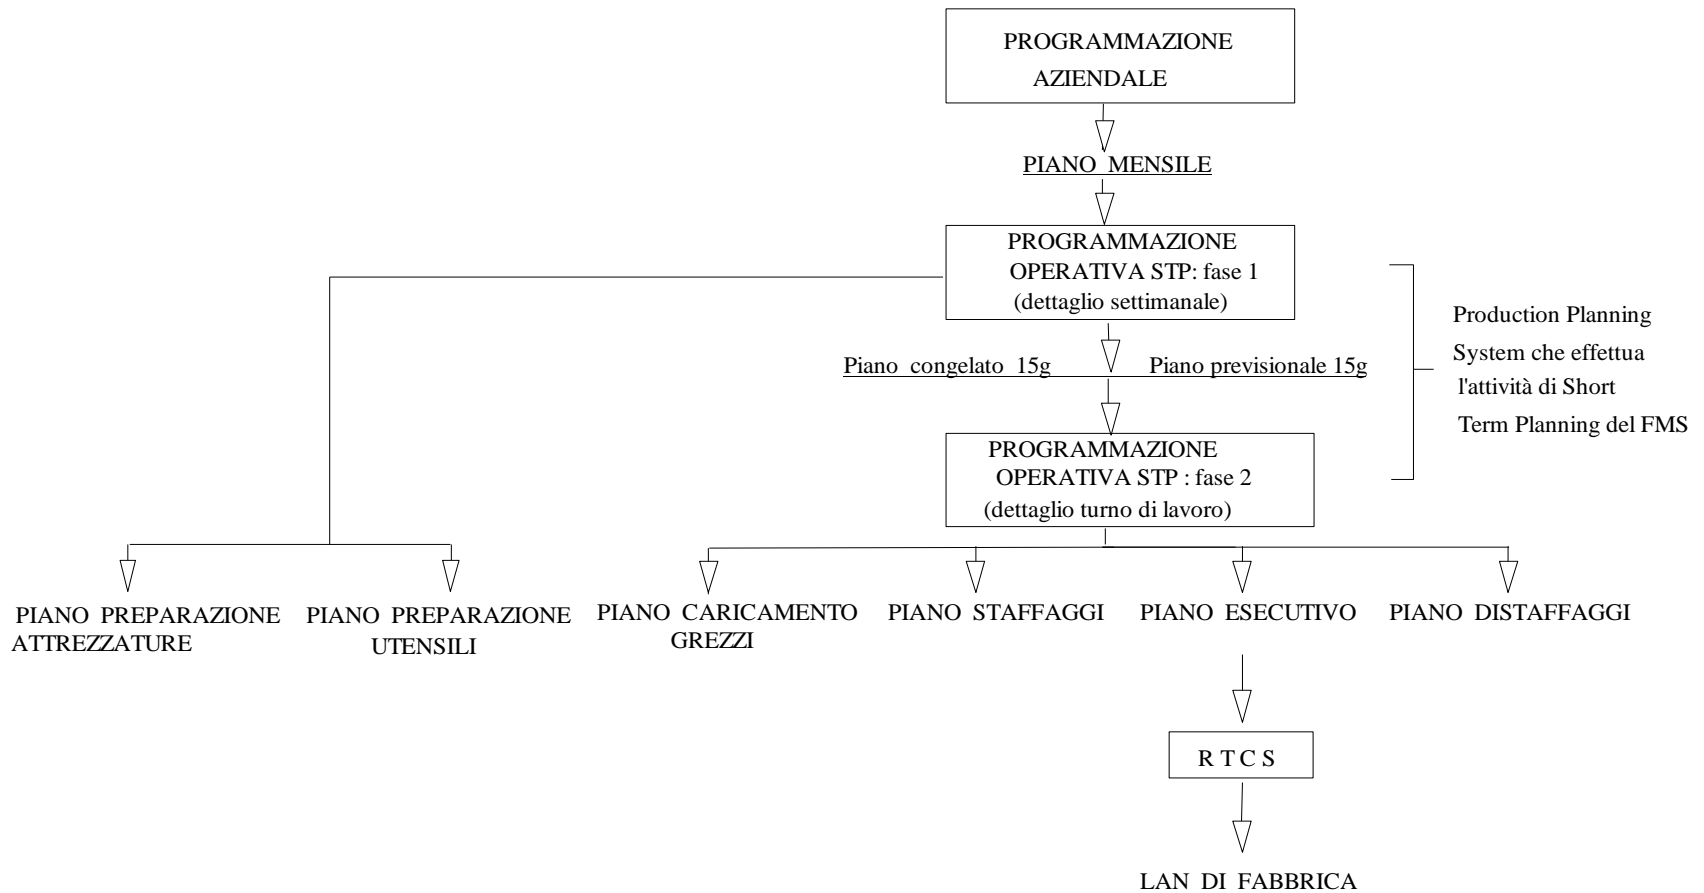 PROGRAMMAZIONE
AZIENDALE
PIANO MENSILE
PROGRAMMAZIONE
OPERATIVA STP: fase 1
(dettaglio settimanale)
Production Planning
System che effettua
l'attività di Short
Term Planning del FMS
Piano congelato 15g
Piano previsionale 15g
PROGRAMMAZIONE
OPERATIVA STP : fase 2
(dettaglio turno di lavoro)
PIANO PREPARAZIONE
ATTREZZATURE
PIANO PREPARAZIONE
UTENSILI
PIANO CARICAMENTO
GREZZI
PIANO STAFFAGGI
PIANO ESECUTIVO
PIANO DISTAFFAGGI
R T C S
LAN DI FABBRICA